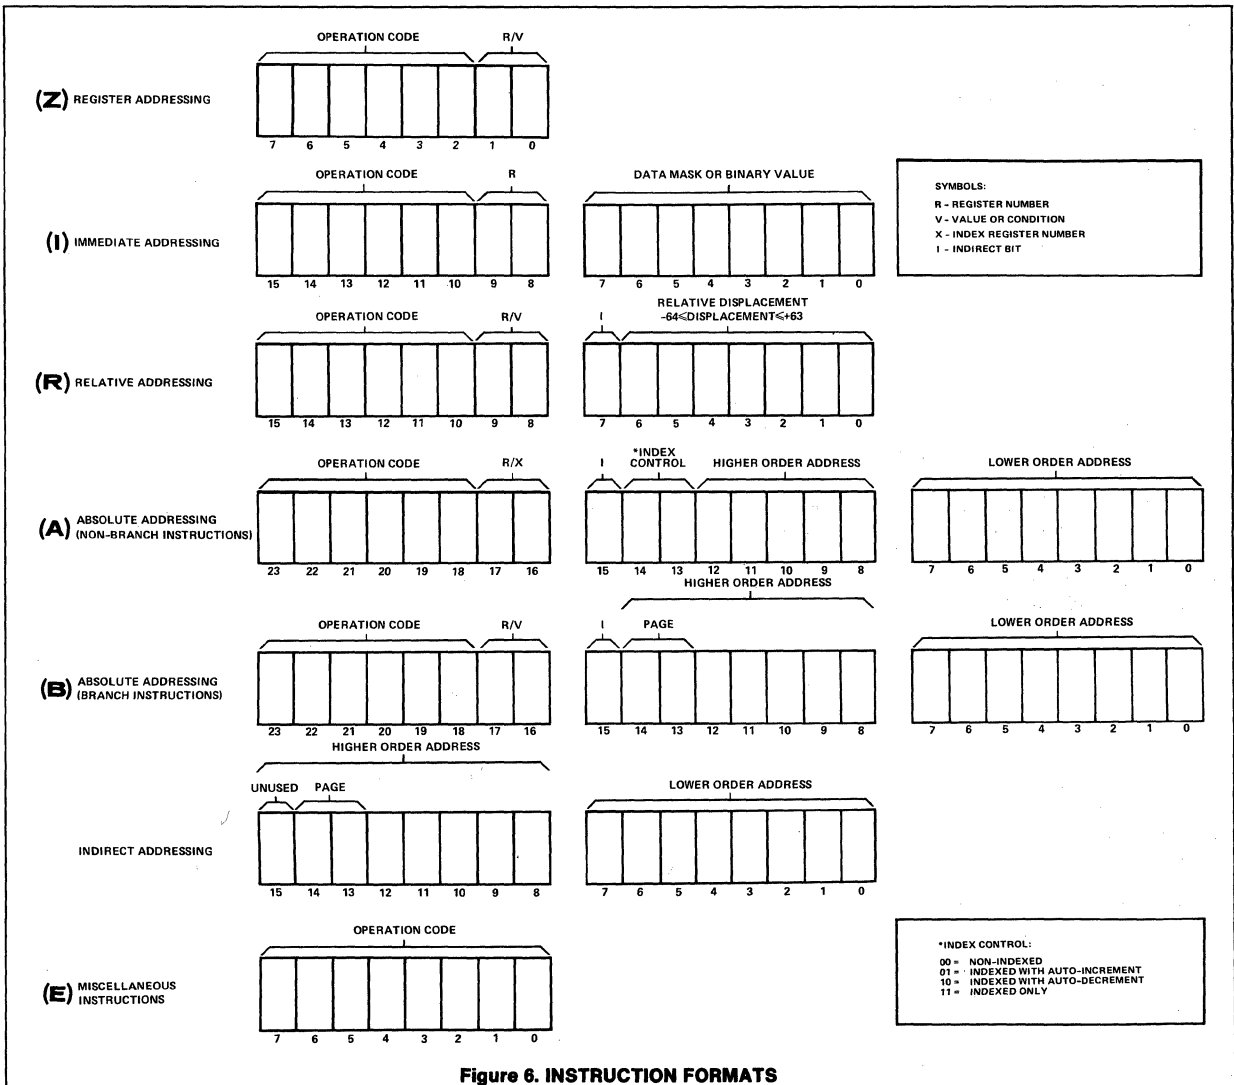 OPERATION CODE R/V
(Z) REGISTER ADDRESSING
7 6 5 4 3 2 1 0
OPERATION CODE R DATA MASK OR BINARY VALUE
(I) IMMEDIATE ADDRESSING
15 14 13 12 11 10 9 8 7 6 5 4 3 2 1 0
SYMBOLS:
R - REGISTER NUMBER
V - VALUE OR CONDITION
X - INDEX REGISTER NUMBER
I - INDIRECT BIT
OPERATION CODE R/V I RELATIVE DISPLACEMENT
-64⩽DISPLACEMENT⩽+63
(R) RELATIVE ADDRESSING
15 14 13 12 11 10 9 8 7 6 5 4 3 2 1 0
OPERATION CODE R/X I *INDEX
CONTROL HIGHER ORDER ADDRESS LOWER ORDER ADDRESS
(A) ABSOLUTE ADDRESSING
(NON-BRANCH INSTRUCTIONS)
23 22 21 20 19 18 17 16 15 14 13 12 11 10 9 8 7 6 5 4 3 2 1 0
HIGHER ORDER ADDRESS
OPERATION CODE R/V I PAGE LOWER ORDER ADDRESS
(B) ABSOLUTE ADDRESSING
(BRANCH INSTRUCTIONS)
23 22 21 20 19 18 17 16 15 14 13 12 11 10 9 8 7 6 5 4 3 2 1 0
HIGHER ORDER ADDRESS
UNUSED PAGE LOWER ORDER ADDRESS
INDIRECT ADDRESSING
15 14 13 12 11 10 9 8 7 6 5 4 3 2 1 0
OPERATION CODE
(E) MISCELLANEOUS
INSTRUCTIONS
7 6 5 4 3 2 1 0
*INDEX CONTROL:
00 = NON-INDEXED
01 = INDEXED WITH AUTO-INCREMENT
10 = INDEXED WITH AUTO-DECREMENT
11 = INDEXED ONLY
Figure 6. INSTRUCTION FORMATS